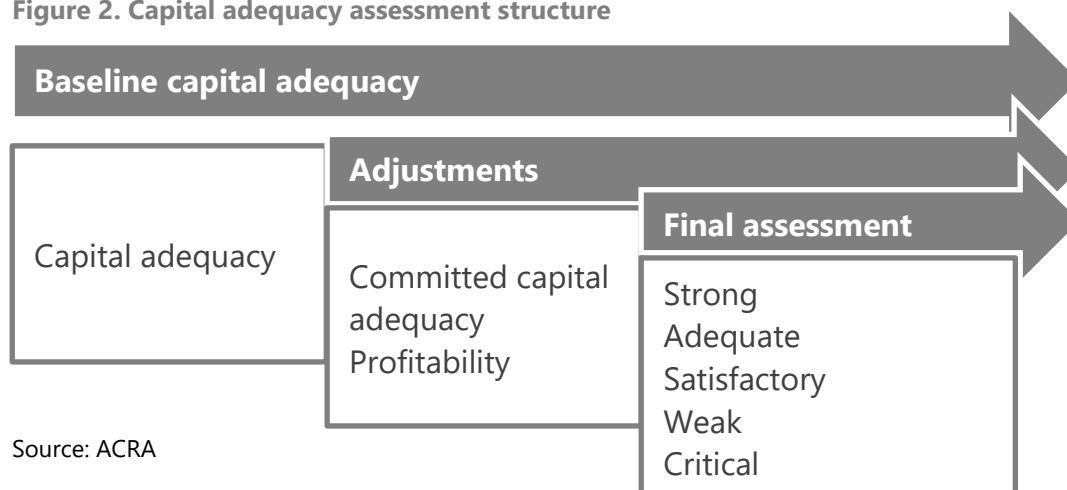 Figure 2. Capital adequacy assessment structure
Baseline capital adequacy
Capital adequacy
Adjustments
Committed capital
adequacy
Profitability
Final assessment
Strong
Adequate
Satisfactory
Weak
Critical
Source: ACRA